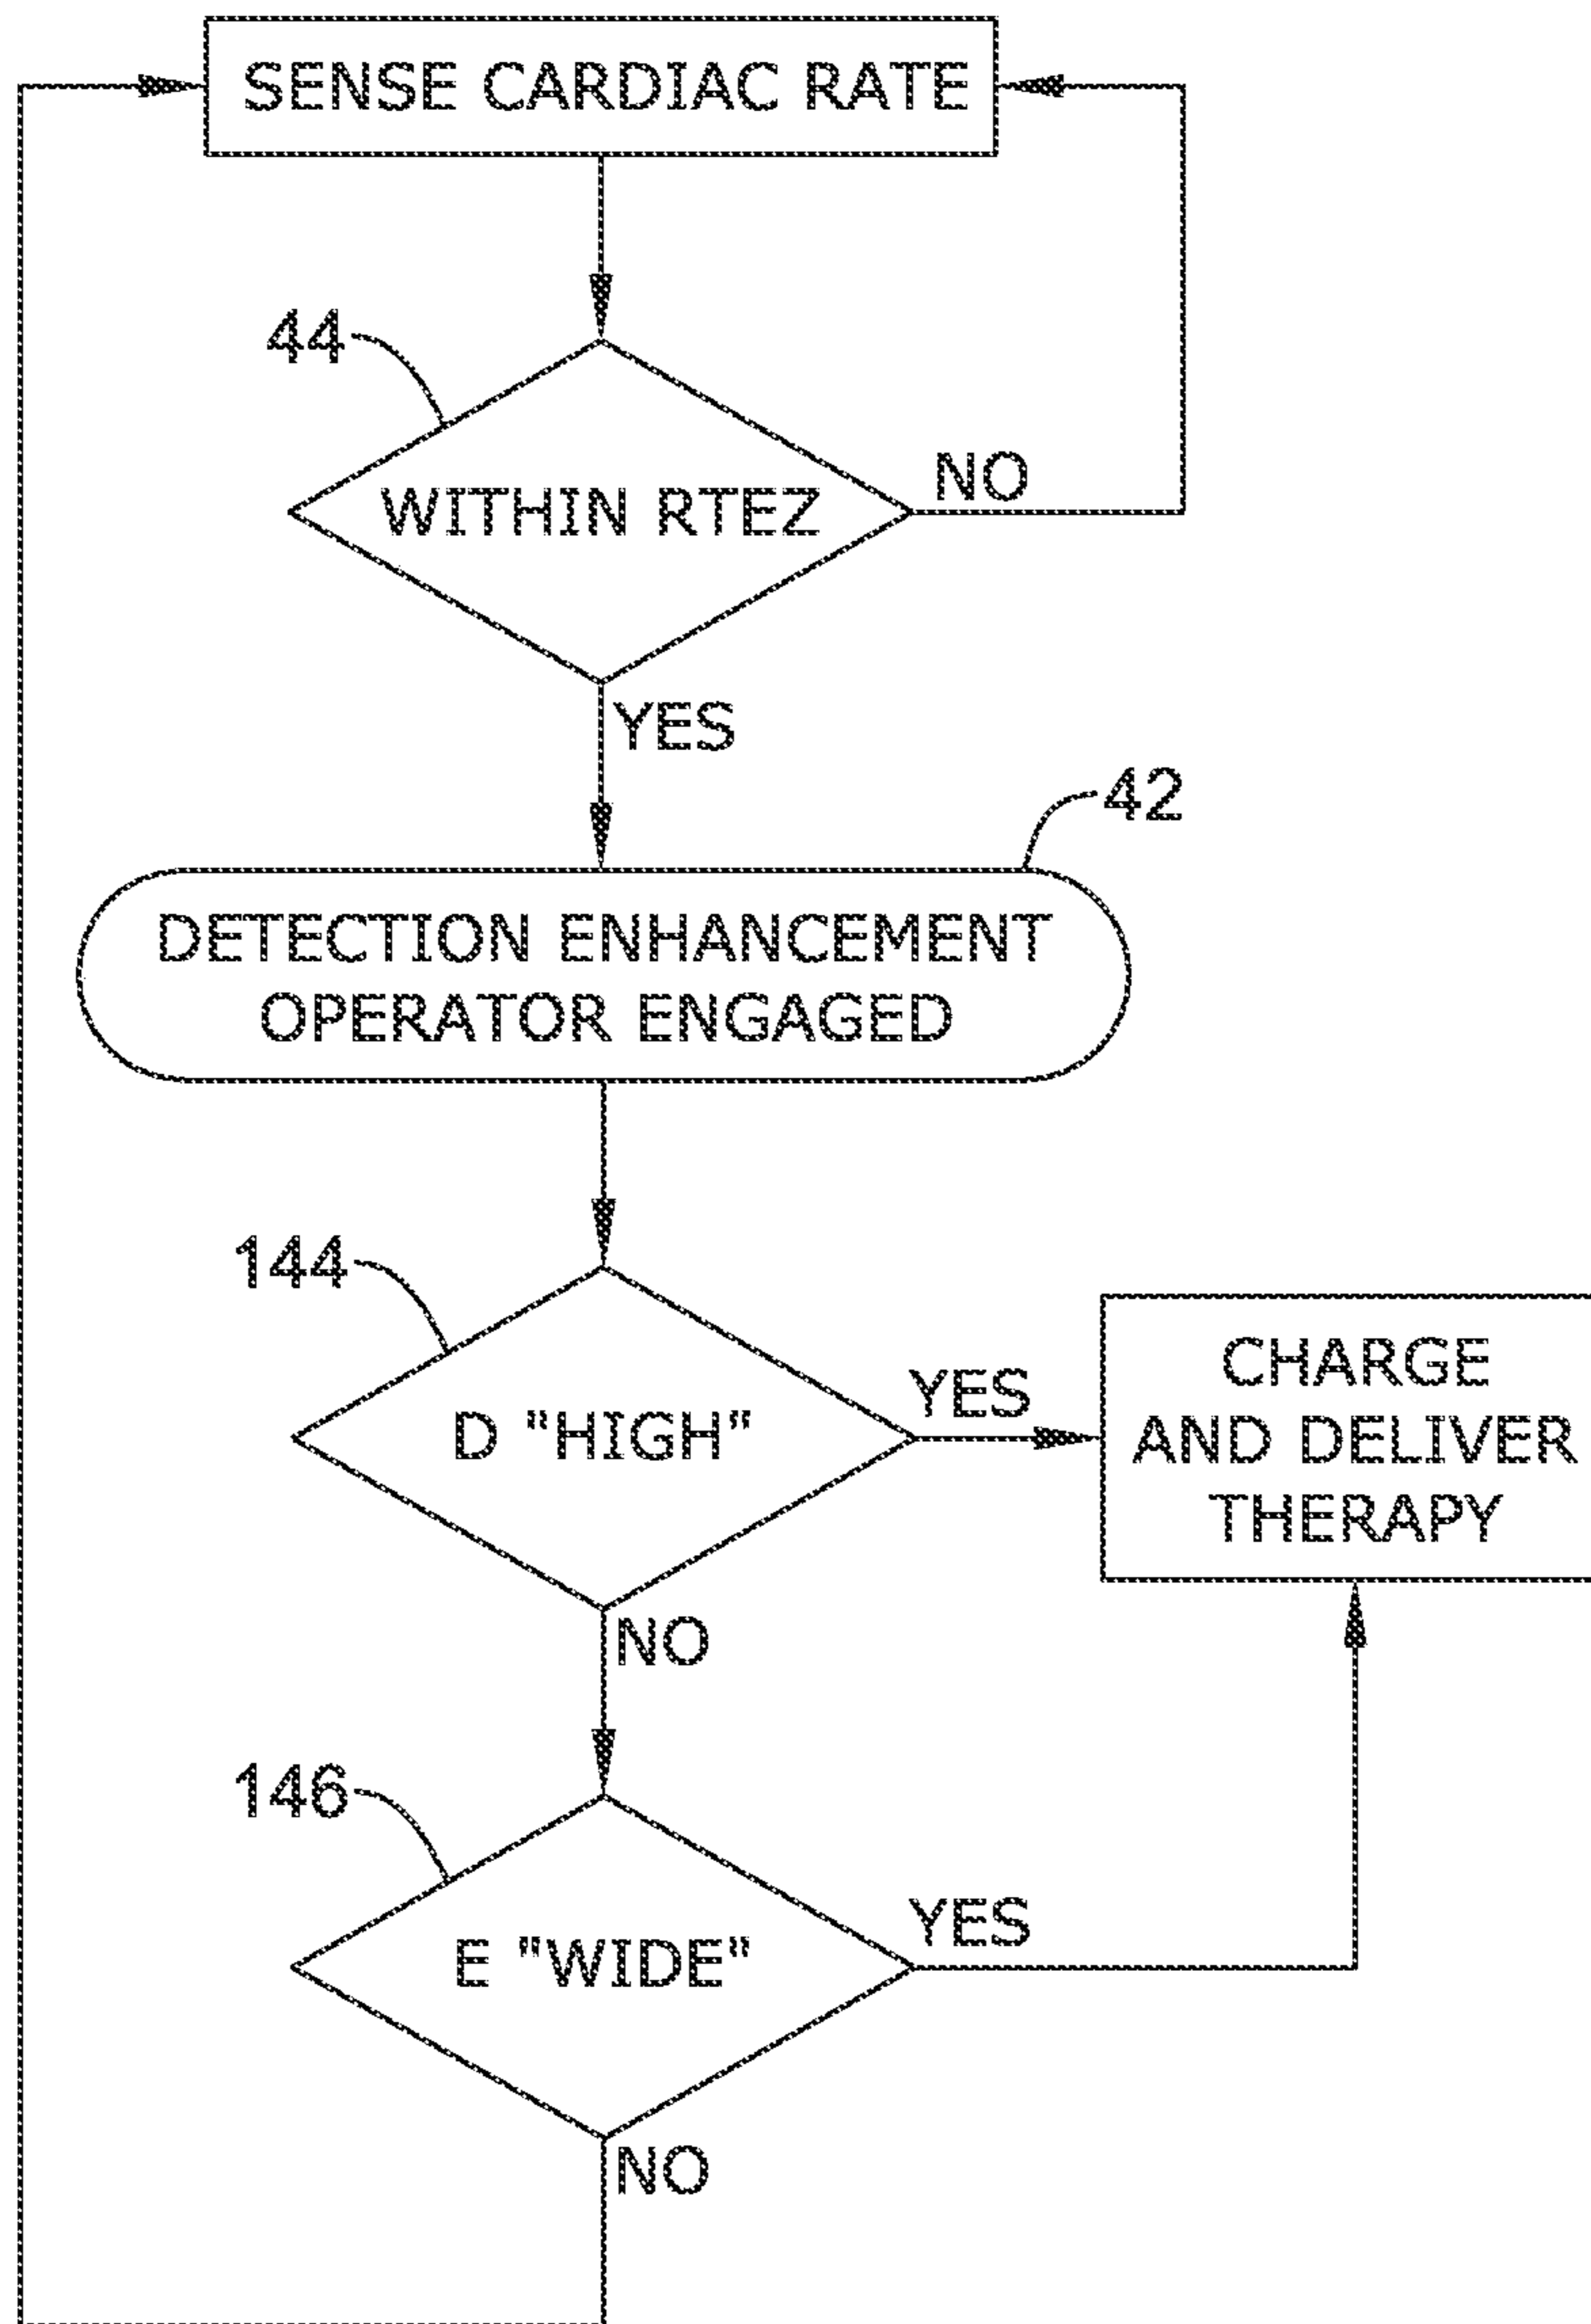 SENSE CARDIAC RATE
44
WITHIN RTEZ
NO
YES
42
DETECTION ENHANCEMENT
OPERATOR ENGAGED
144
D "HIGH"
YES
CHARGE
AND DELIVER
THERAPY
NO
146
E "WIDE"
YES
NO